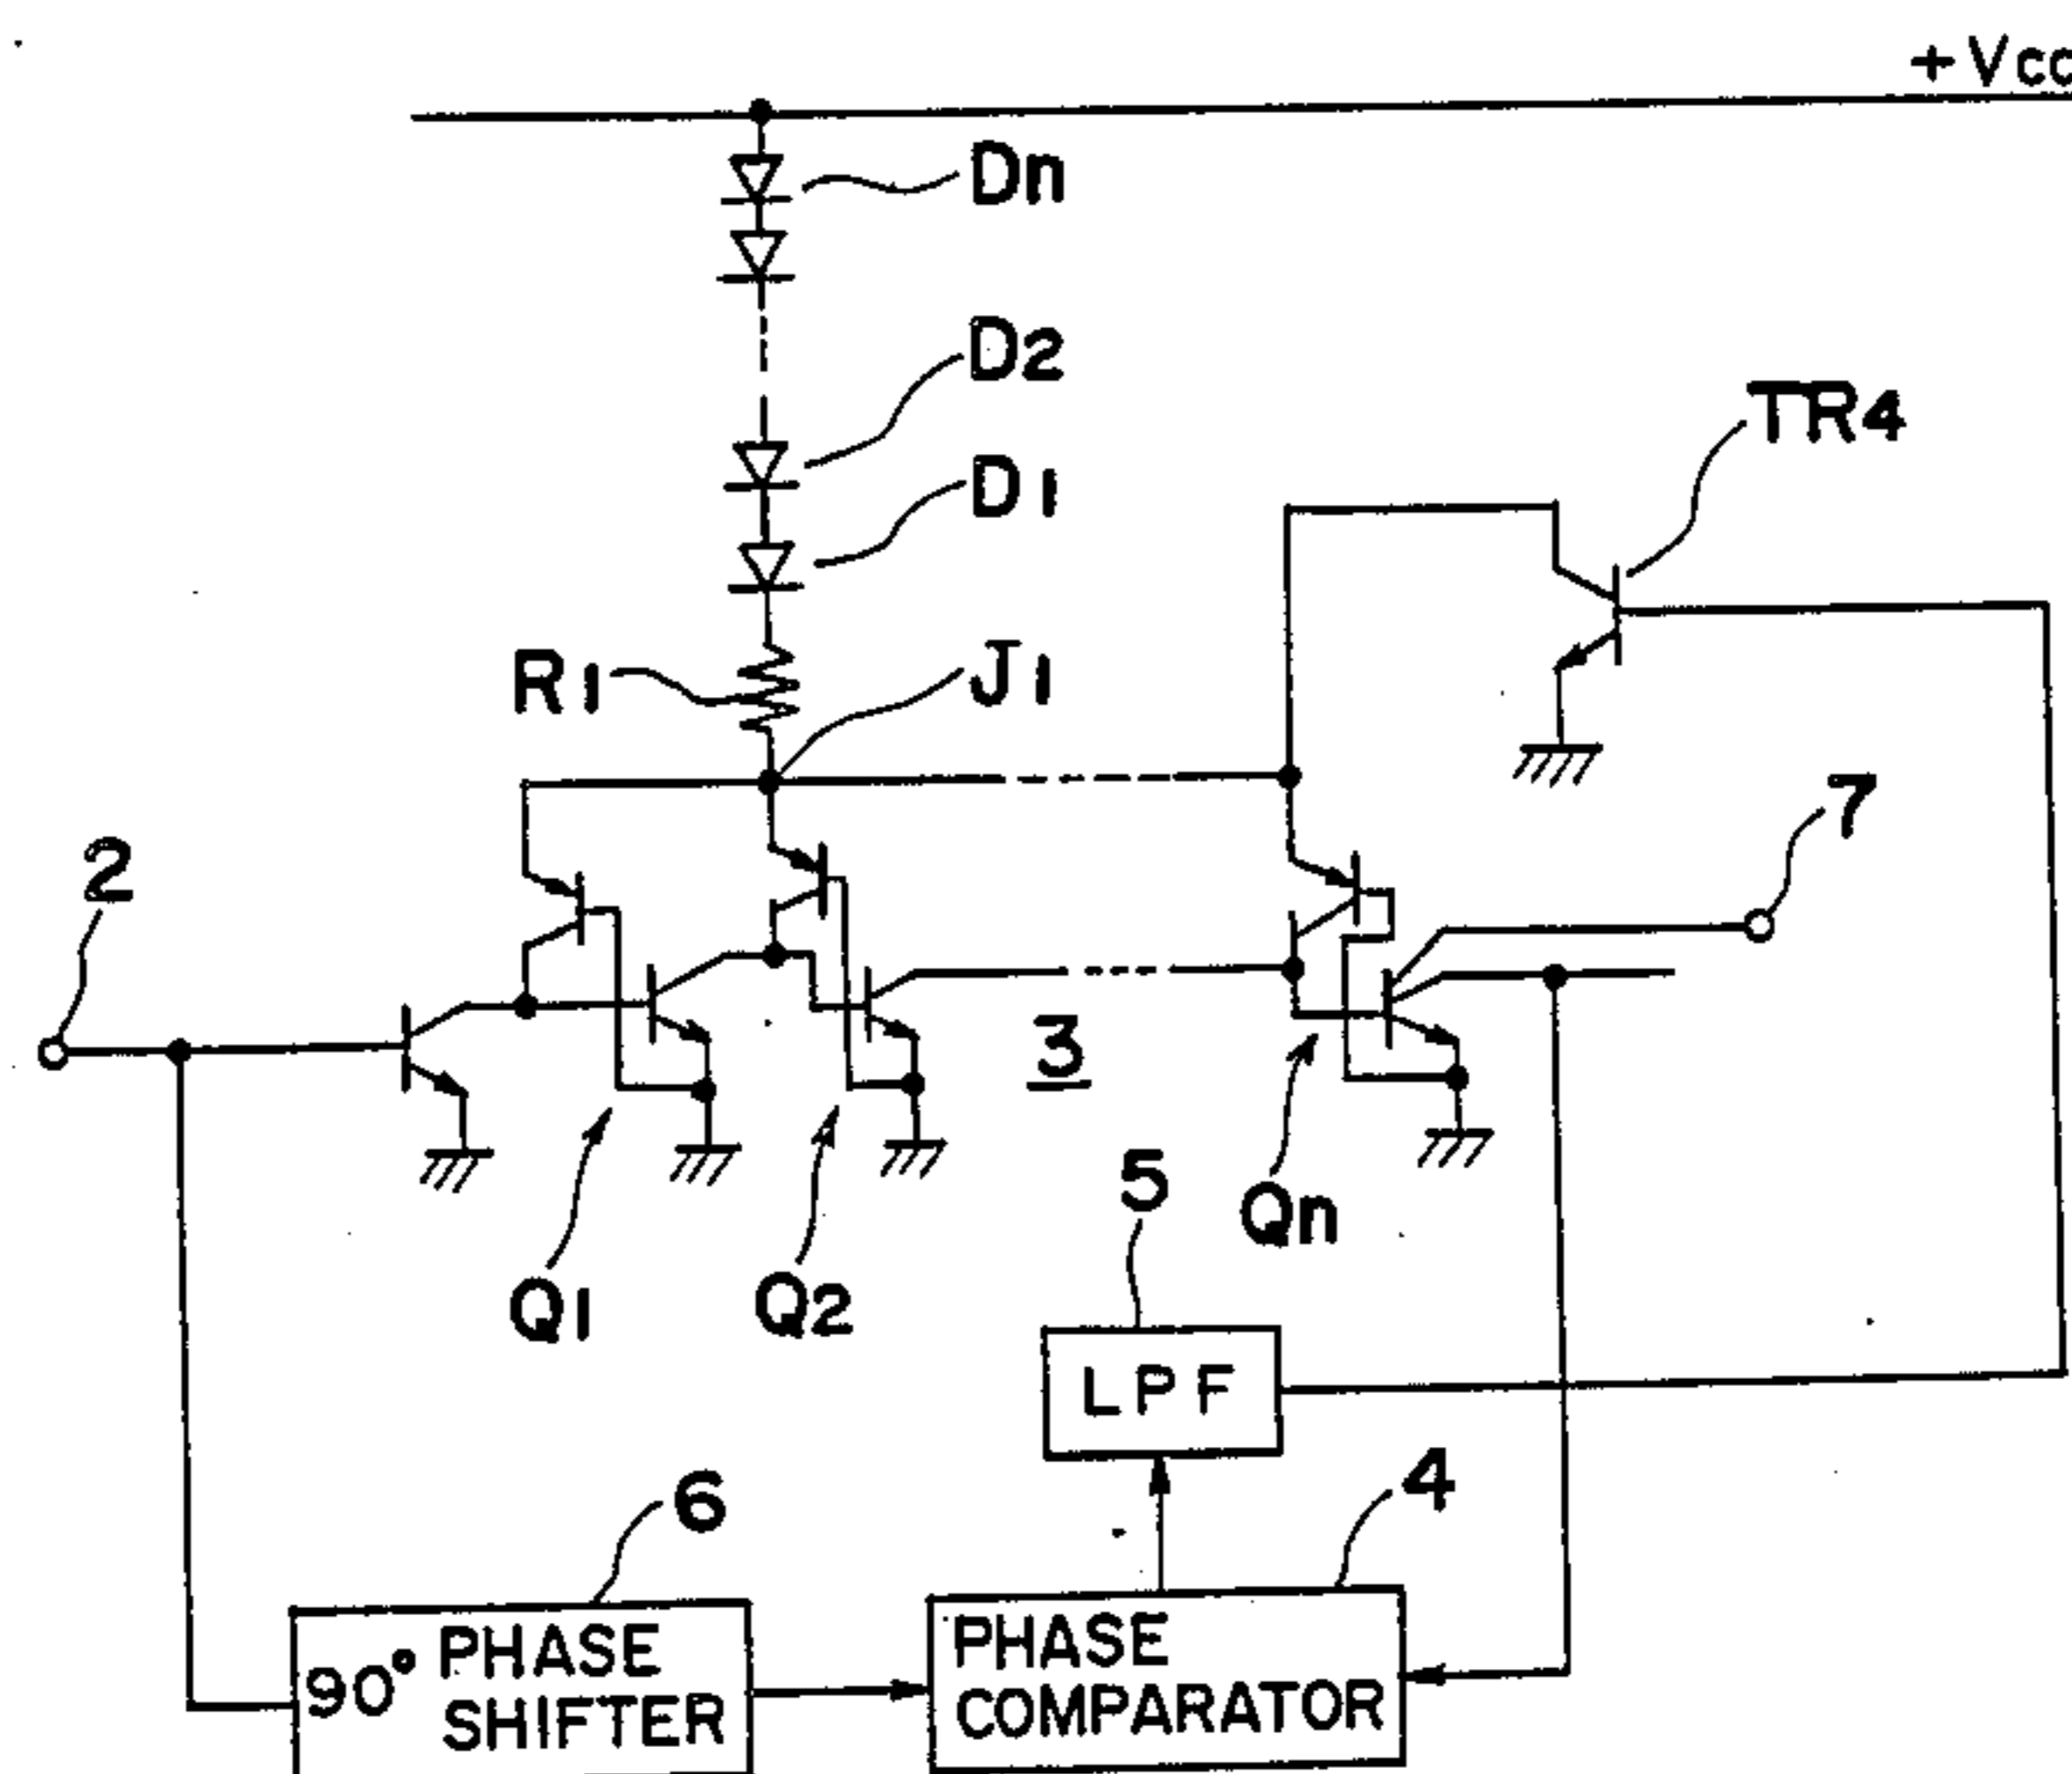 +Vcc
Dn
D2
TR4
D1
R1
J1
7
2
3
5
Qn
Q1
Q2
LPF
4
6
90° PHASE
SHIFTER
PHASE
COMPARATOR